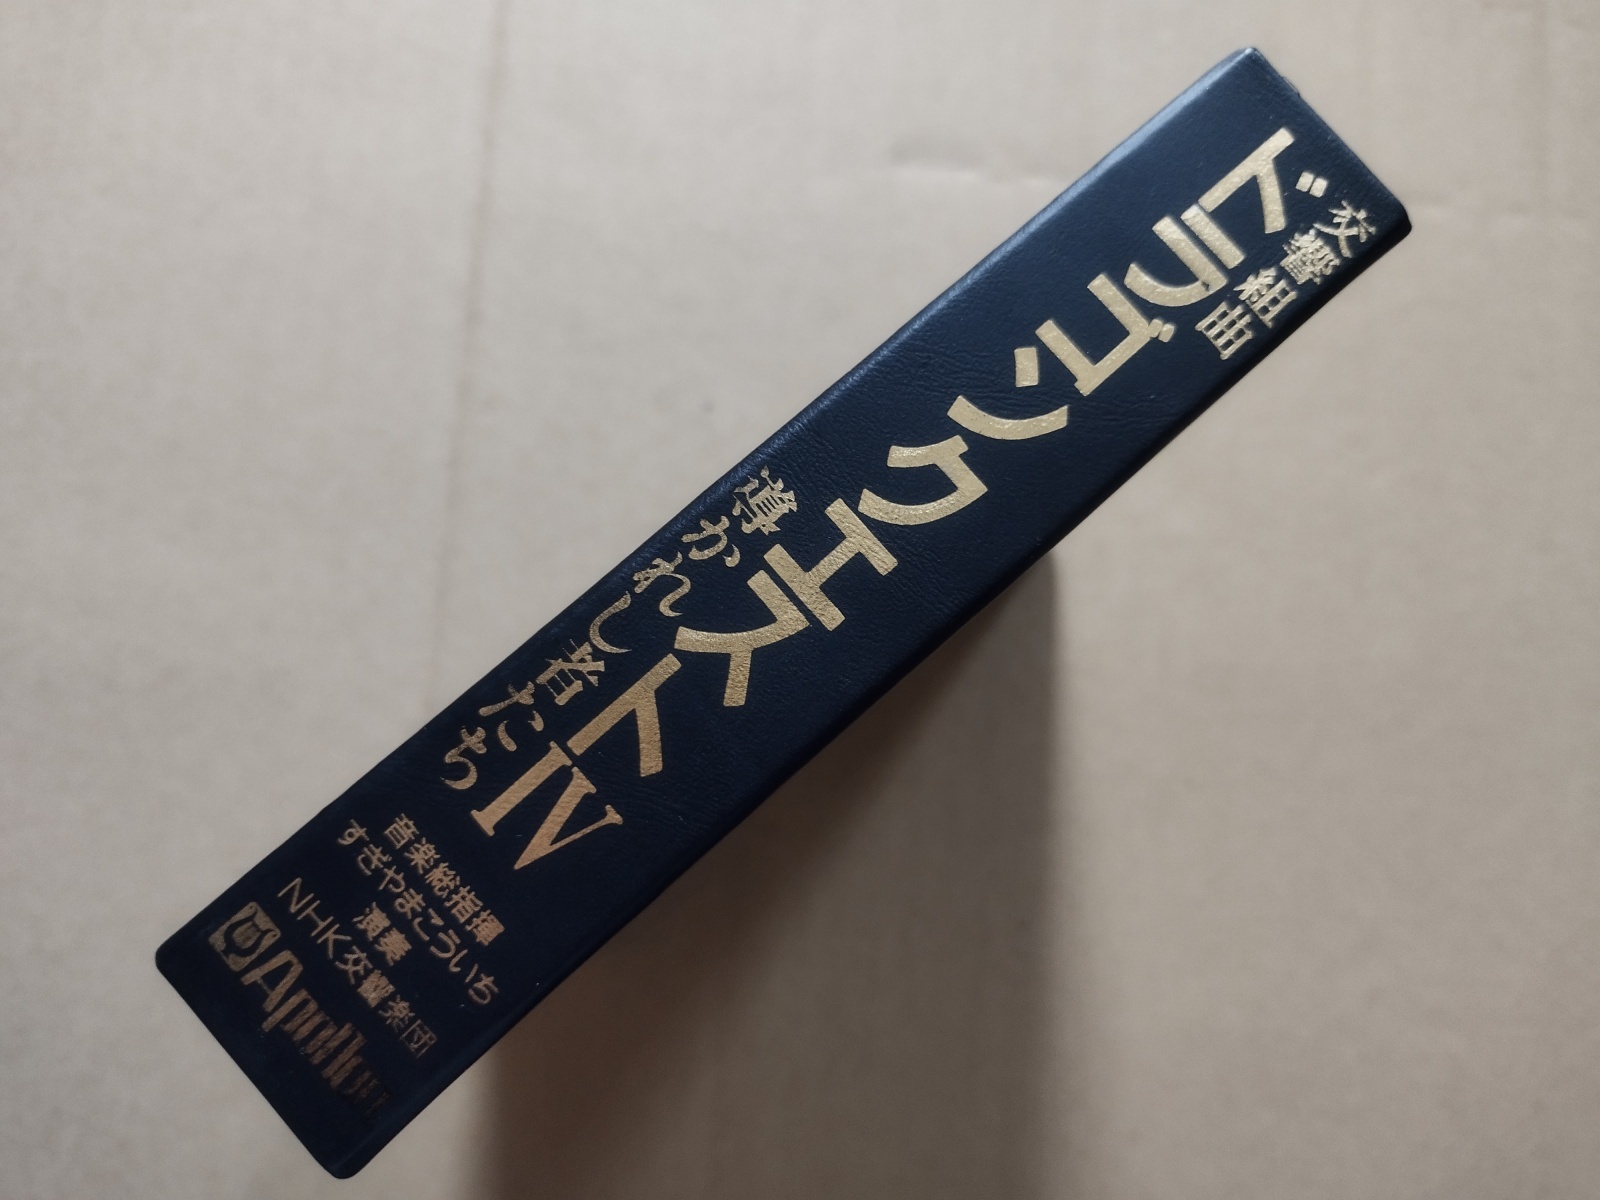 交響組曲
ドラゴンクエストIV
導かれし者たち
音楽総指揮
すぎやまこういち
演奏
NHK交響楽団
Apollon